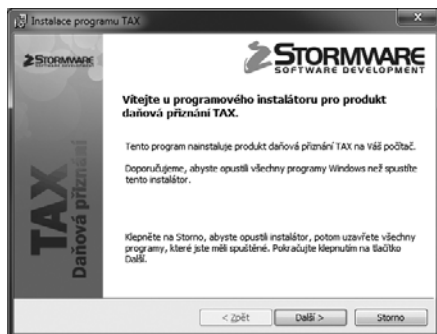 Instalace programu TAX
STORMWARE
SOFTWARE DEVELOPMENT
STORMWARE
SOFTWARE DEVELOPMENT
TAX
Daňová přiznání
Vítejte u programového instalátoru pro produkt
daňová přiznání TAX.
Tento program nainstaluje produkt daňová přiznání TAX na Váš počítač.
Doporučujeme, abyste opustili všechny programy Windows než spustíte
tento instalátor.
Klepněte na Storno, abyste opustili instalátor, potom uzavřete všechny
programy, které jste měli spuštěné. Pokračujte klepnutím na tlačítko
Další.
< Zpět Další > Storno